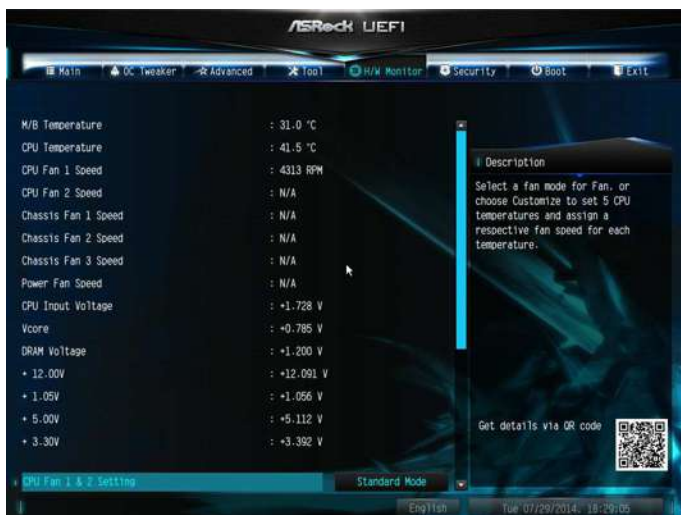 ASRock UEFI
Main OC Tweaker Advanced Tool H/W Monitor Security Boot Exit
M/B Temperature : 31.0 °C
CPU Temperature : 41.5 °C
CPU Fan 1 Speed : 4313 RPM
CPU Fan 2 Speed : N/A
Chassis Fan 1 Speed : N/A
Chassis Fan 2 Speed : N/A
Chassis Fan 3 Speed : N/A
Power Fan Speed : N/A
CPU Input Voltage : +1.728 V
Vcore : +0.785 V
DRAM Voltage : +1.200 V
+ 12.00V : +12.091 V
+ 1.05V : +1.056 V
+ 5.00V : +5.112 V
+ 3.30V : +3.392 V
CPU Fan 1 & 2 Setting Standard Mode
Description
Select a fan mode for Fan, or
choose Customize to set 5 CPU
temperatures and assign a
respective fan speed for each
temperature.
Get details via QR code
English Tue 07/29/2014, 18:29:05